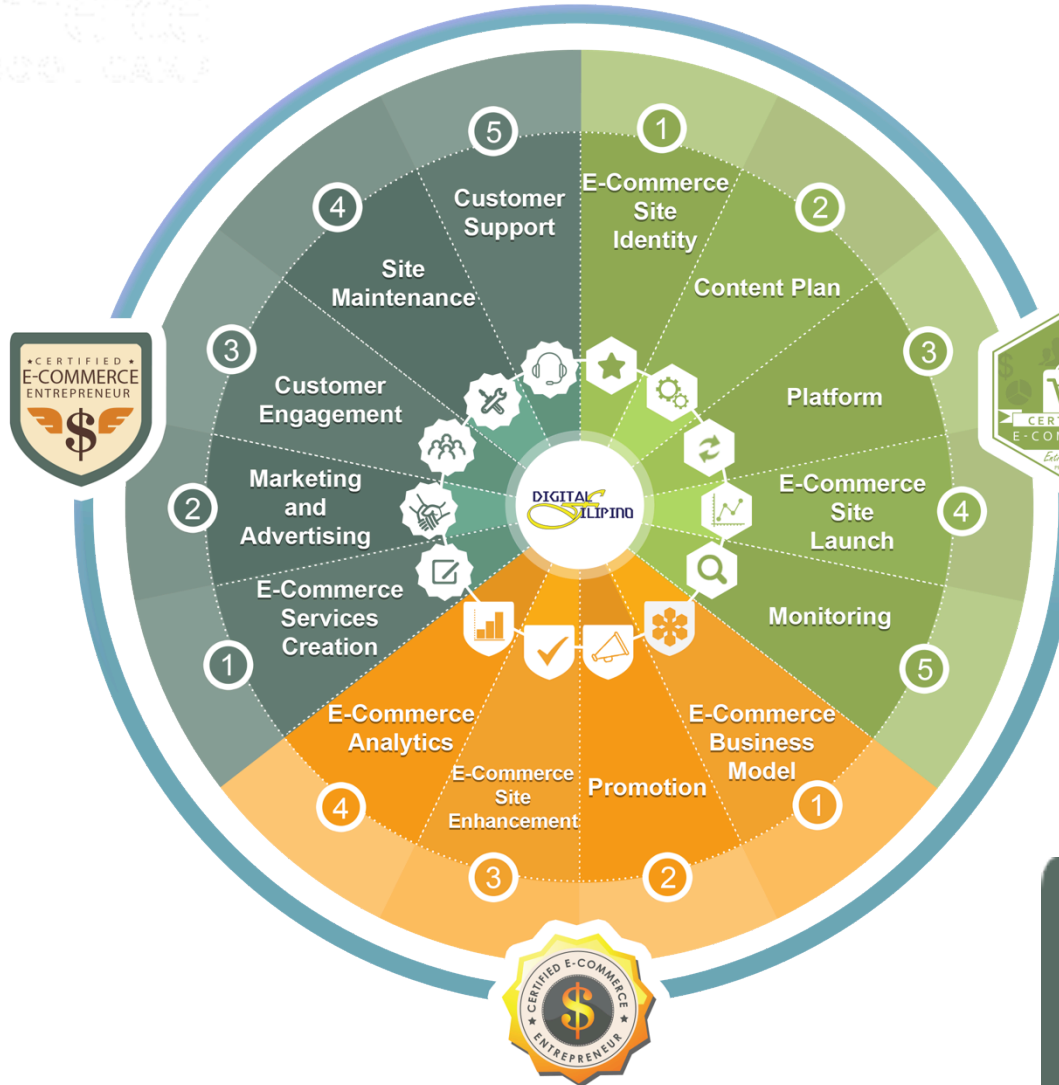 1
E-Commerce
Site
Identity
2
Content Plan
3
Platform
E-Commerce
Site
Launch
4
Monitoring
5
E-Commerce
Business
Model
1
Promotion
2
E-Commerce
Site
Enhancement
3
E-Commerce
Analytics
4
E-Commerce
Services
Creation
1
Marketing
and
Advertising
2
3
Customer
Engagement
4
Site
Maintenance
5
Customer
Support
DIGITAL
FILIPINO
★ CERTIFIED ★
E-COMMERCE
ENTREPRENEUR
$
CERTIFIED E-COMMERCE
★ ENTREPRENEUR ★
$
CER
E-COM